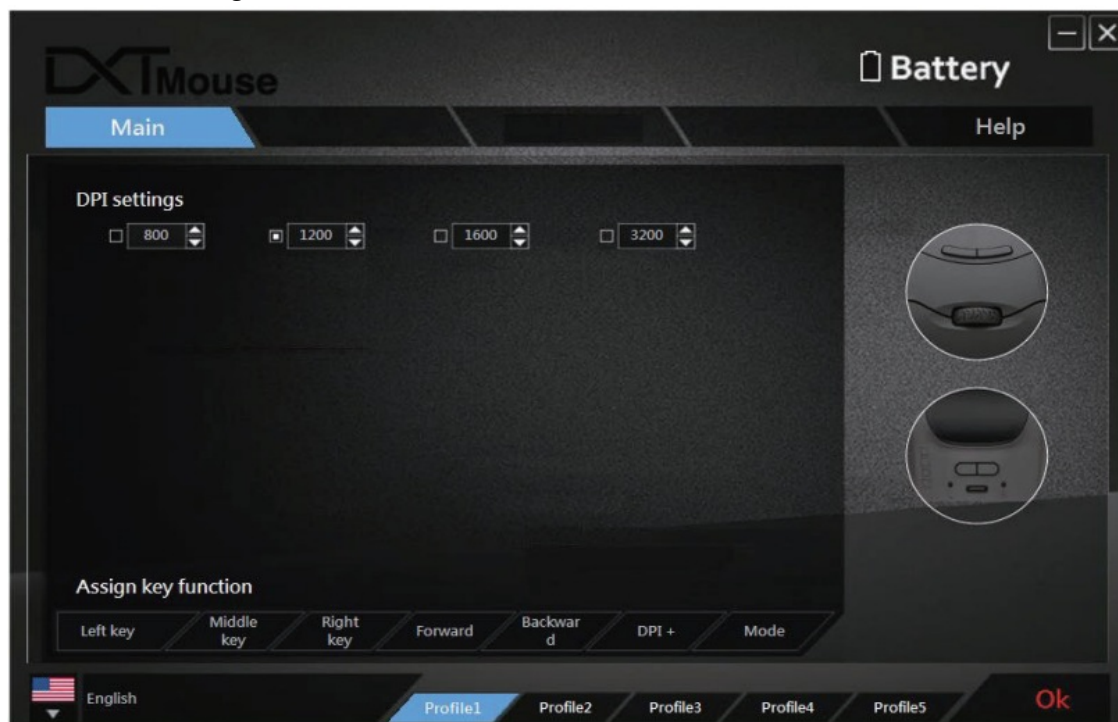 DXTMouse
Battery
Main
Help
DPI settings
800 1200 1600 3200
Assign key function
Left key Middle key Right key Forward Backwar d DPI + Mode
English Profile1 Profile2 Profile3 Profile4 Profile5 Ok